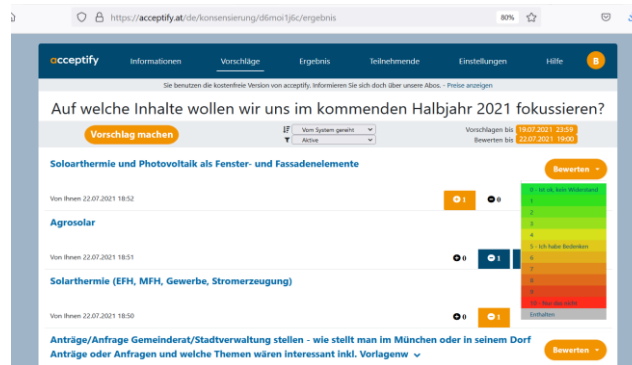 https://acceptify.at/de/konsensierung/d6moi1j6c/ergebnis
80%
acceptify
Informationen
Vorschläge
Ergebnis
Teilnehmende
Einstellungen
Hilfe
B
Sie benutzen die kostenfreie Version von acceptify. Informieren Sie sich doch über unsere Abos. - Preise anzeigen
Auf welche Inhalte wollen wir uns im kommenden Halbjahr 2021 fokussieren?
Vorschlag machen
Vom System gereiht
Aktive
Vorschlagen bis 19.07.2021 23:59
Bewerten bis 22.07.2021 19:00
Soloarthermie und Photovoltaik als Fenster- und Fassadenelemente
Bewerten
Von Ihnen 22.07.2021 18:52
1
0
0 - Ist ok, kein Widerstand
1
2
3
4
5 - Ich habe Bedenken
6
7
8
9
10 - Nur das nicht
Enthalten
Agrosolar
Von Ihnen 22.07.2021 18:51
0
1
Solarthermie (EFH, MFH, Gewerbe, Stromerzeugung)
Von Ihnen 22.07.2021 18:50
0
1
Anträge/Anfrage Gemeinderat/Stadtverwaltung stellen - wie stellt man im München oder in seinem Dorf
Anträge oder Anfragen und welche Themen wären interessant inkl. Vorlagenw
Bewerten